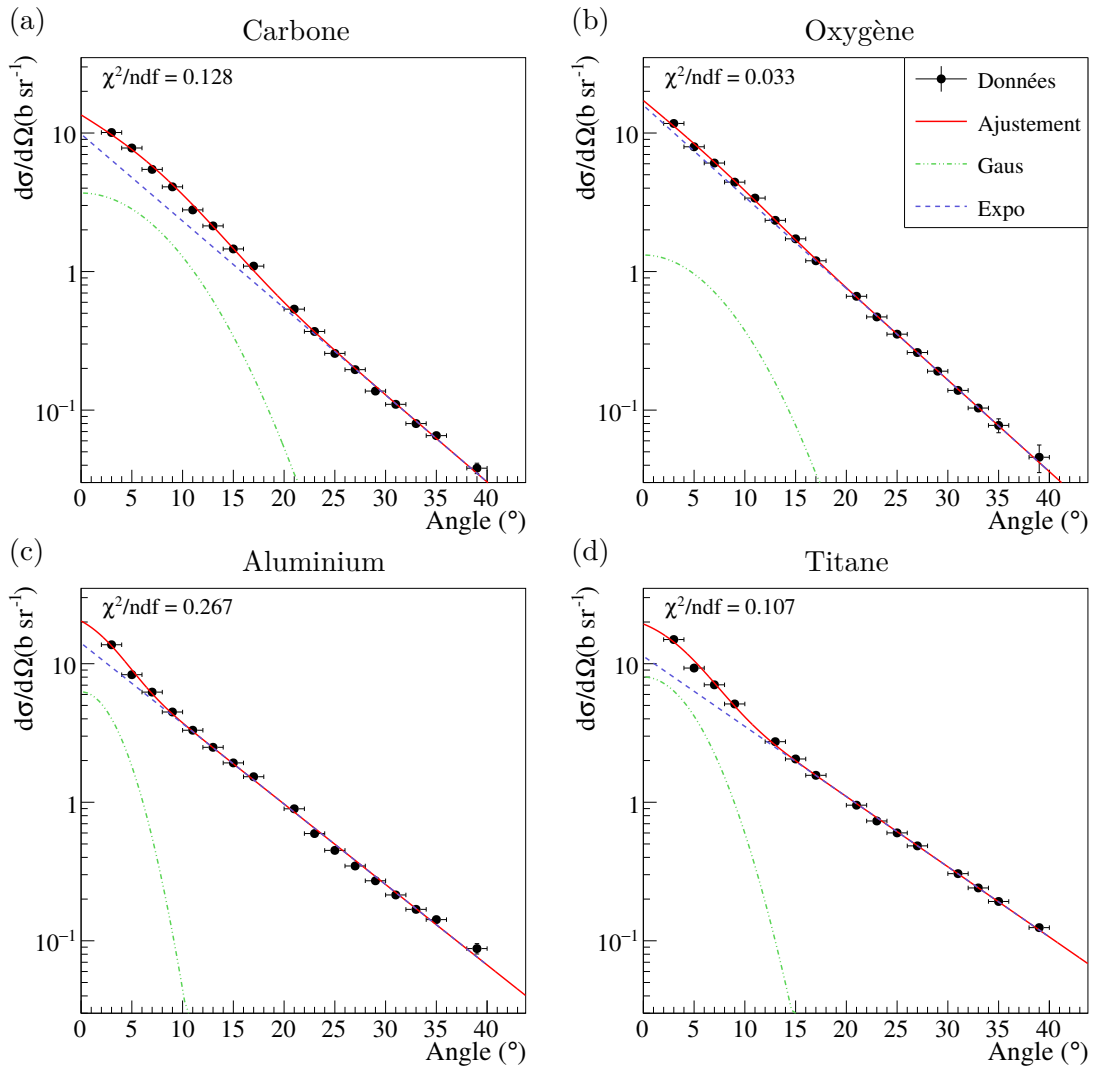 (a)
Carbone
χ²/ndf = 0.128
dσ/dΩ(b sr⁻¹)
10
1
10⁻¹
0 5 10 15 20 25 30 35 40
Angle (°)
(b)
Oxygène
χ²/ndf = 0.033
Données
Ajustement
Gaus
Expo
dσ/dΩ(b sr⁻¹)
10
1
10⁻¹
0 5 10 15 20 25 30 35 40
Angle (°)
(c)
Aluminium
χ²/ndf = 0.267
dσ/dΩ(b sr⁻¹)
10
1
10⁻¹
0 5 10 15 20 25 30 35 40
Angle (°)
(d)
Titane
χ²/ndf = 0.107
dσ/dΩ(b sr⁻¹)
10
1
10⁻¹
0 5 10 15 20 25 30 35 40
Angle (°)